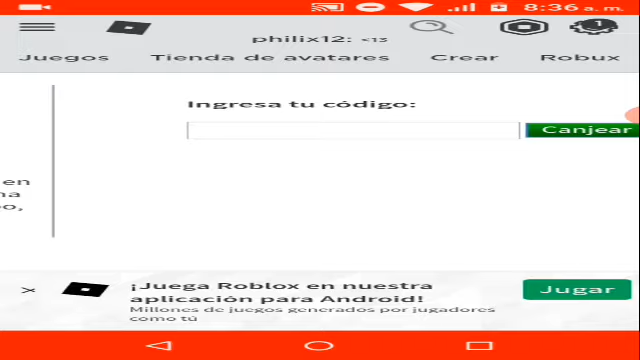 8:36 a. m.
1
philix12: <13
Juegos Tienda de avatares Crear Robux
Ingresa tu código:
Canjear
en
na
o,
¡Juega Roblox en nuestra
aplicación para Android!
Millones de juegos generados por jugadores
como tú
Jugar